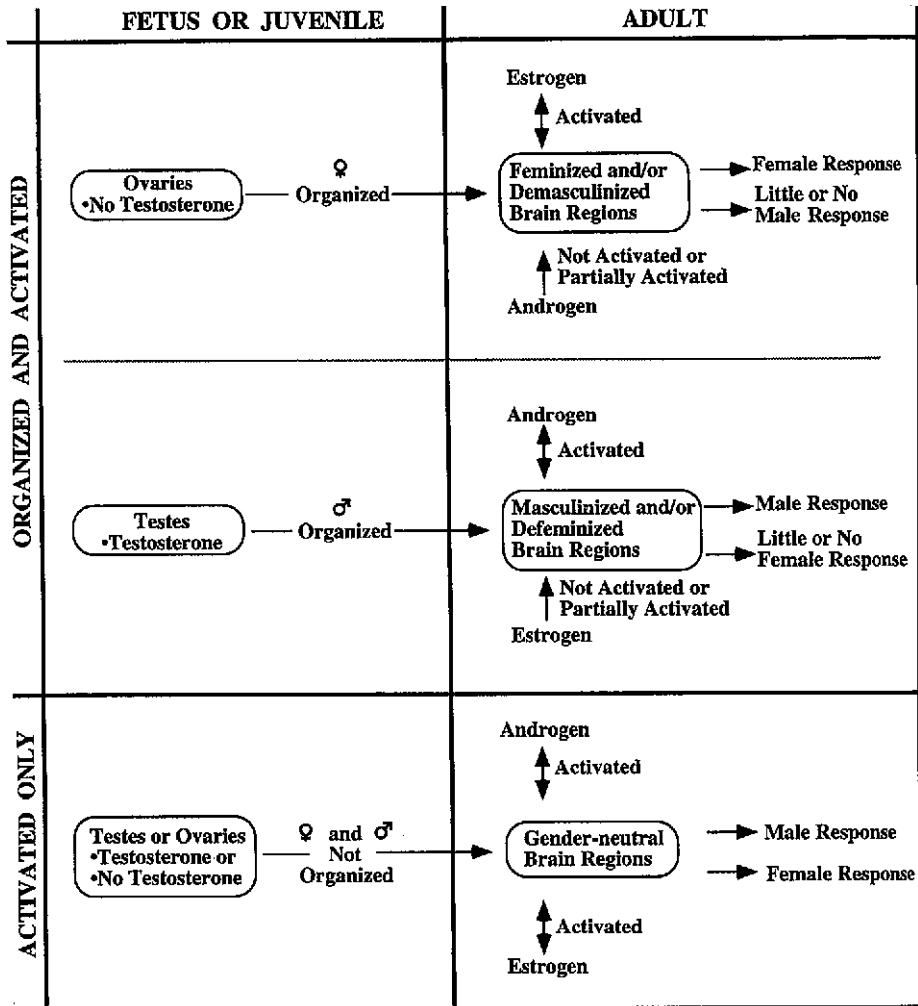 FETUS OR JUVENILE
ADULT
ORGANIZED AND ACTIVATED
Ovaries
•No Testosterone
♀
Organized
Estrogen
Activated
Feminized and/or
Demasculinized
Brain Regions
Female Response
Little or No
Male Response
Not Activated or
Partially Activated
Androgen
Testes
•Testosterone
♂
Organized
Androgen
Activated
Masculinized and/or
Defeminized
Brain Regions
Male Response
Little or No
Female Response
Not Activated or
Partially Activated
Estrogen
ACTIVATED ONLY
Testes or Ovaries
•Testosterone or
•No Testosterone
♀ and ♂
Not
Organized
Androgen
Activated
Gender-neutral
Brain Regions
Male Response
Female Response
Activated
Estrogen